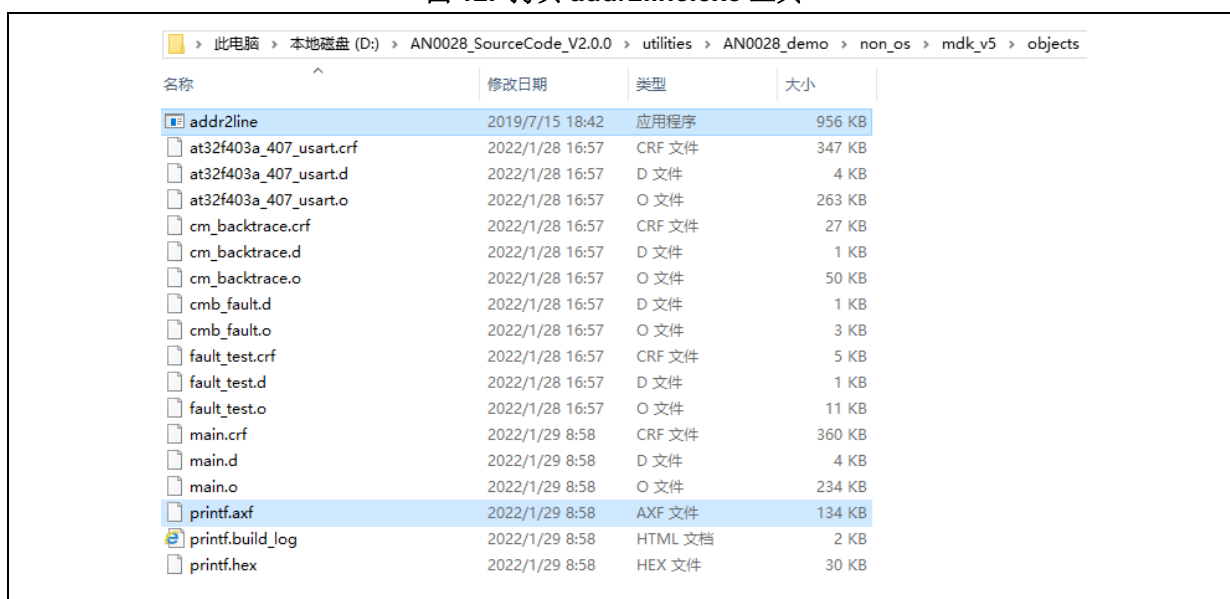 此电脑 > 本地磁盘 (D:) > AN0028_SourceCode_V2.0.0 > utilities > AN0028_demo > non_os > mdk_v5 > objects
名称 修改日期 类型 大小
addr2line 2019/7/15 18:42 应用程序 956 KB
at32f403a_407_usart.crf 2022/1/28 16:57 CRF 文件 347 KB
at32f403a_407_usart.d 2022/1/28 16:57 D 文件 4 KB
at32f403a_407_usart.o 2022/1/28 16:57 O 文件 263 KB
cm_backtrace.crf 2022/1/28 16:57 CRF 文件 27 KB
cm_backtrace.d 2022/1/28 16:57 D 文件 1 KB
cm_backtrace.o 2022/1/28 16:57 O 文件 50 KB
cmb_fault.d 2022/1/28 16:57 D 文件 1 KB
cmb_fault.o 2022/1/28 16:57 O 文件 3 KB
fault_test.crf 2022/1/28 16:57 CRF 文件 5 KB
fault_test.d 2022/1/28 16:57 D 文件 1 KB
fault_test.o 2022/1/28 16:57 O 文件 11 KB
main.crf 2022/1/29 8:58 CRF 文件 360 KB
main.d 2022/1/29 8:58 D 文件 4 KB
main.o 2022/1/29 8:58 O 文件 234 KB
printf.axf 2022/1/29 8:58 AXF 文件 134 KB
printf.build_log 2022/1/29 8:58 HTML 文档 2 KB
printf.hex 2022/1/29 8:58 HEX 文件 30 KB